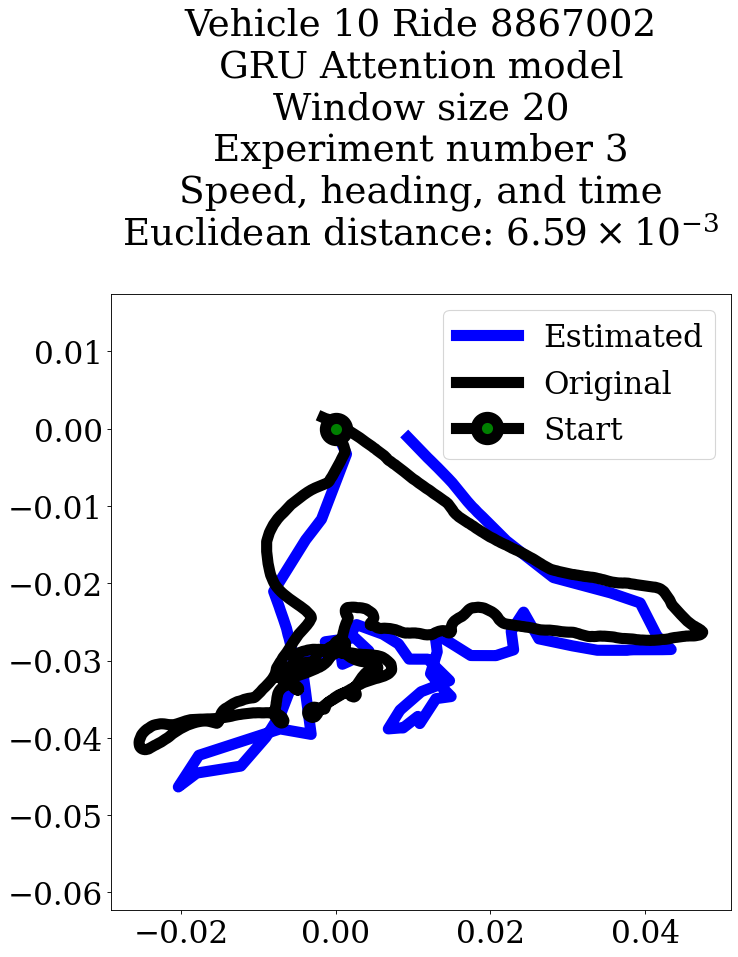 Vehicle 10 Ride 8867002
GRU Attention model
Window size 20
Experiment number 3
Speed, heading, and time
Euclidean distance: 6.59 × 10⁻³
Estimated
Original
Start
0.01
0.00
−0.01
−0.02
−0.03
−0.04
−0.05
−0.06
−0.02 0.00 0.02 0.04